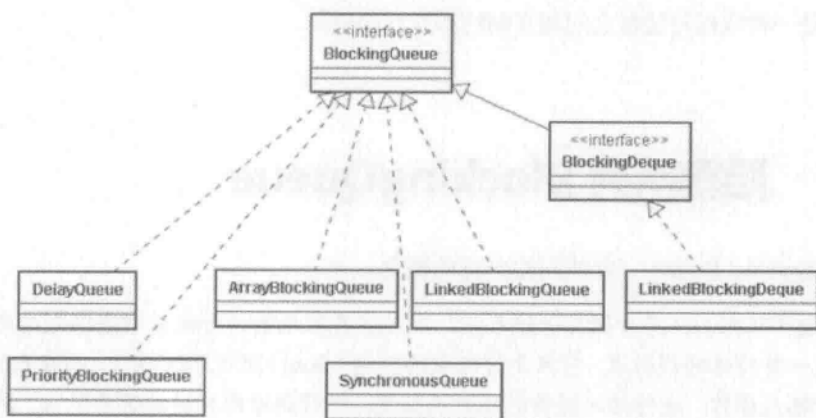 <<interface>>
BlockingQueue
<<interface>>
BlockingDeque
DelayQueue
ArrayBlockingQueue
LinkedBlockingQueue
LinkedBlockingDeque
PriorityBlockingQueue
SynchronousQueue